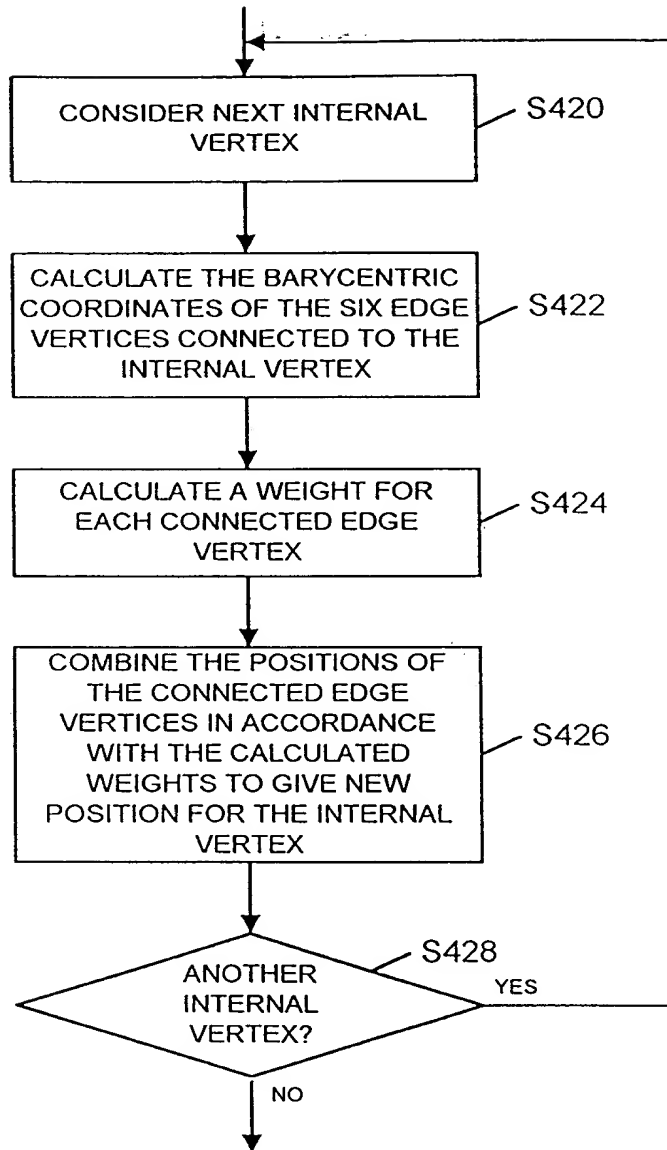 CONSIDER NEXT INTERNAL
VERTEX
S420
CALCULATE THE BARYCENTRIC
COORDINATES OF THE SIX EDGE
VERTICES CONNECTED TO THE
INTERNAL VERTEX
S422
CALCULATE A WEIGHT FOR
EACH CONNECTED EDGE
VERTEX
S424
COMBINE THE POSITIONS OF
THE CONNECTED EDGE
VERTICES IN ACCORDANCE
WITH THE CALCULATED
WEIGHTS TO GIVE NEW
POSITION FOR THE INTERNAL
VERTEX
S426
S428
ANOTHER
INTERNAL
VERTEX?
YES
NO